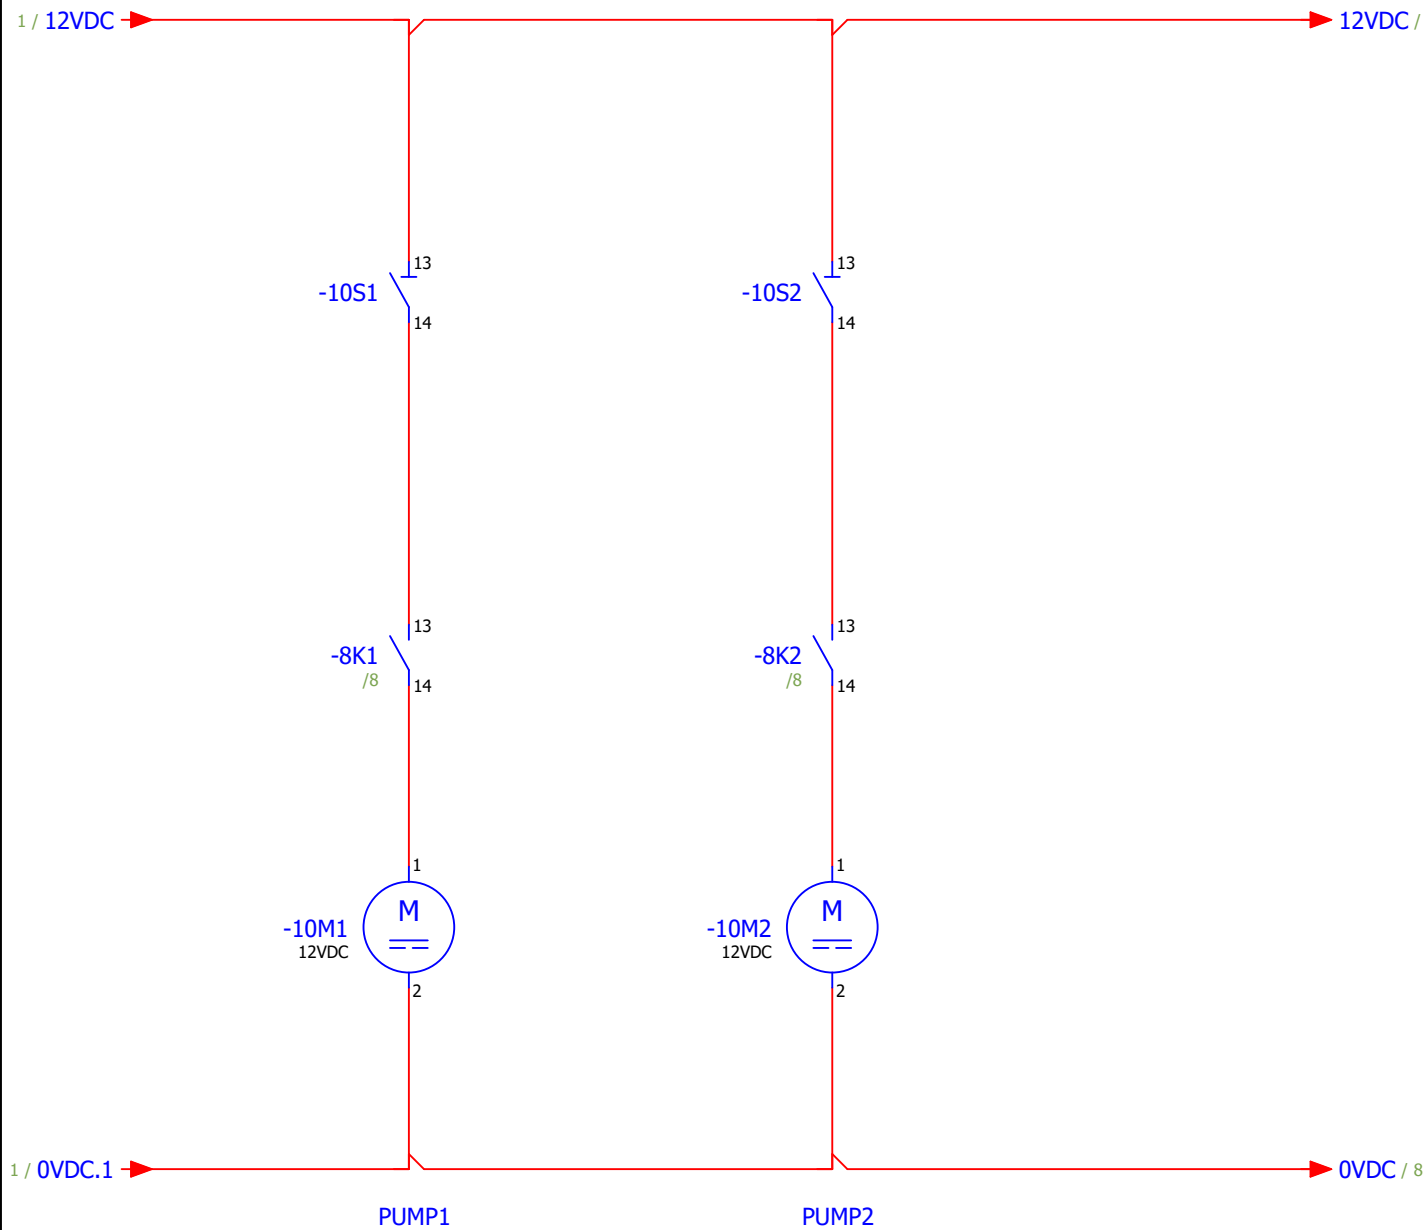 1 / 12VDC
12VDC /
13
-10S1
14
13
-10S2
14
13
-8K1
/8
14
13
-8K2
/8
14
1
M
-10M1
12VDC
2
1
M
-10M2
12VDC
2
1 / 0VDC.1
0VDC / 8
PUMP1
PUMP2